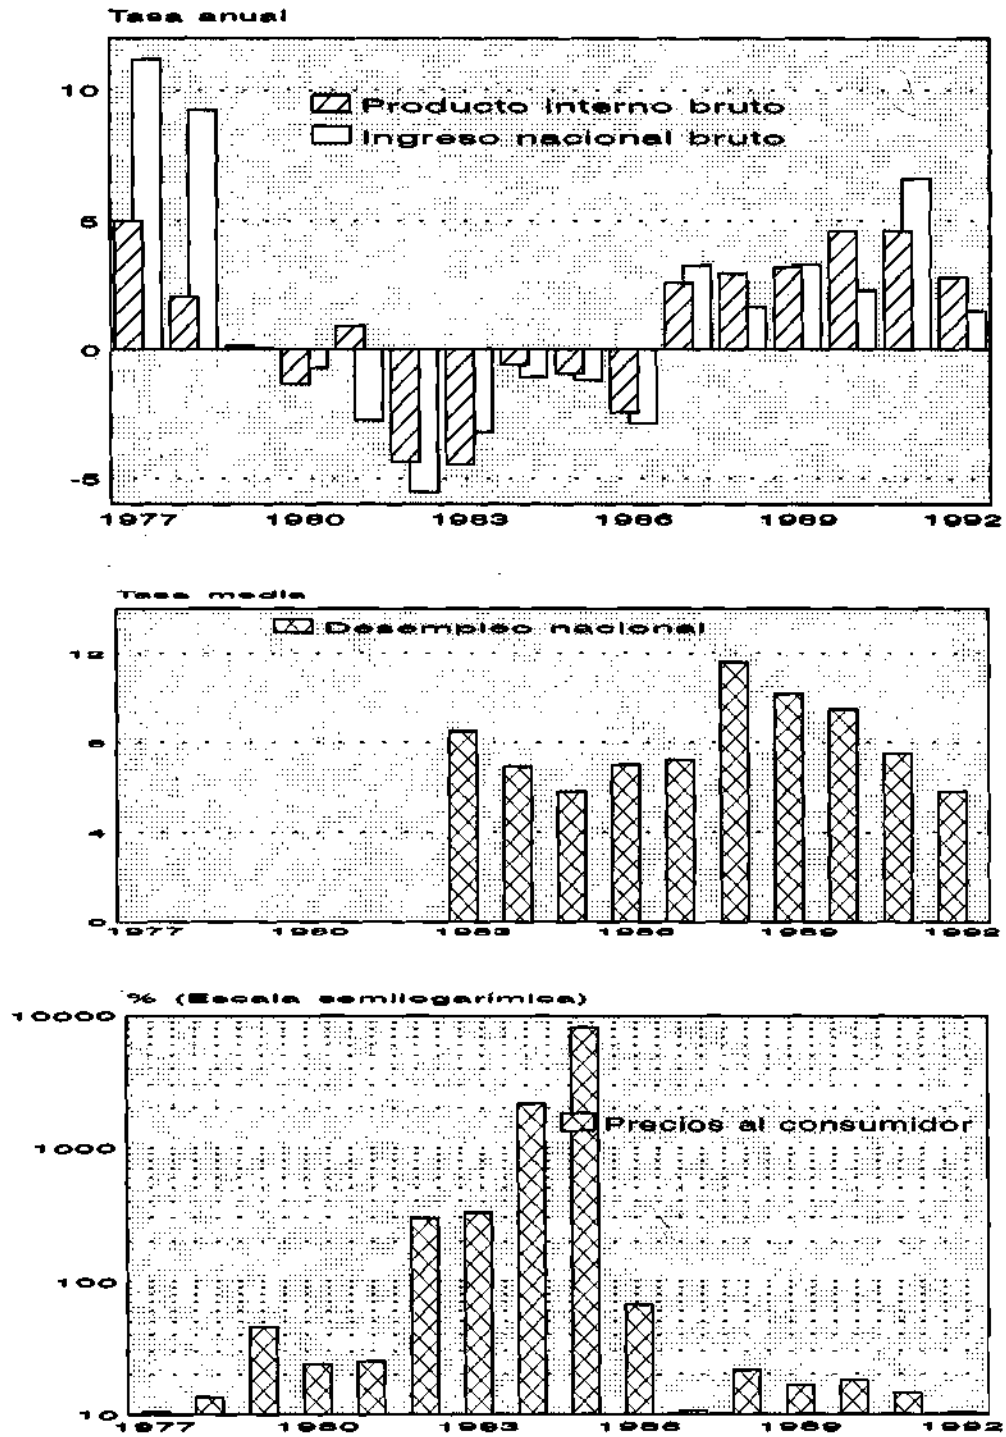 Tasa anual
10
Producto interno bruto
Ingreso nacional bruto
5
0
-5
1977 1980 1983 1986 1989 1992
Tasa media
Desempleo nacional
12
8
4
0
1977 1980 1983 1986 1989 1992
% (Escala semilogarímica)
10000
Precios al consumidor
1000
100
10
1977 1980 1983 1986 1989 1992